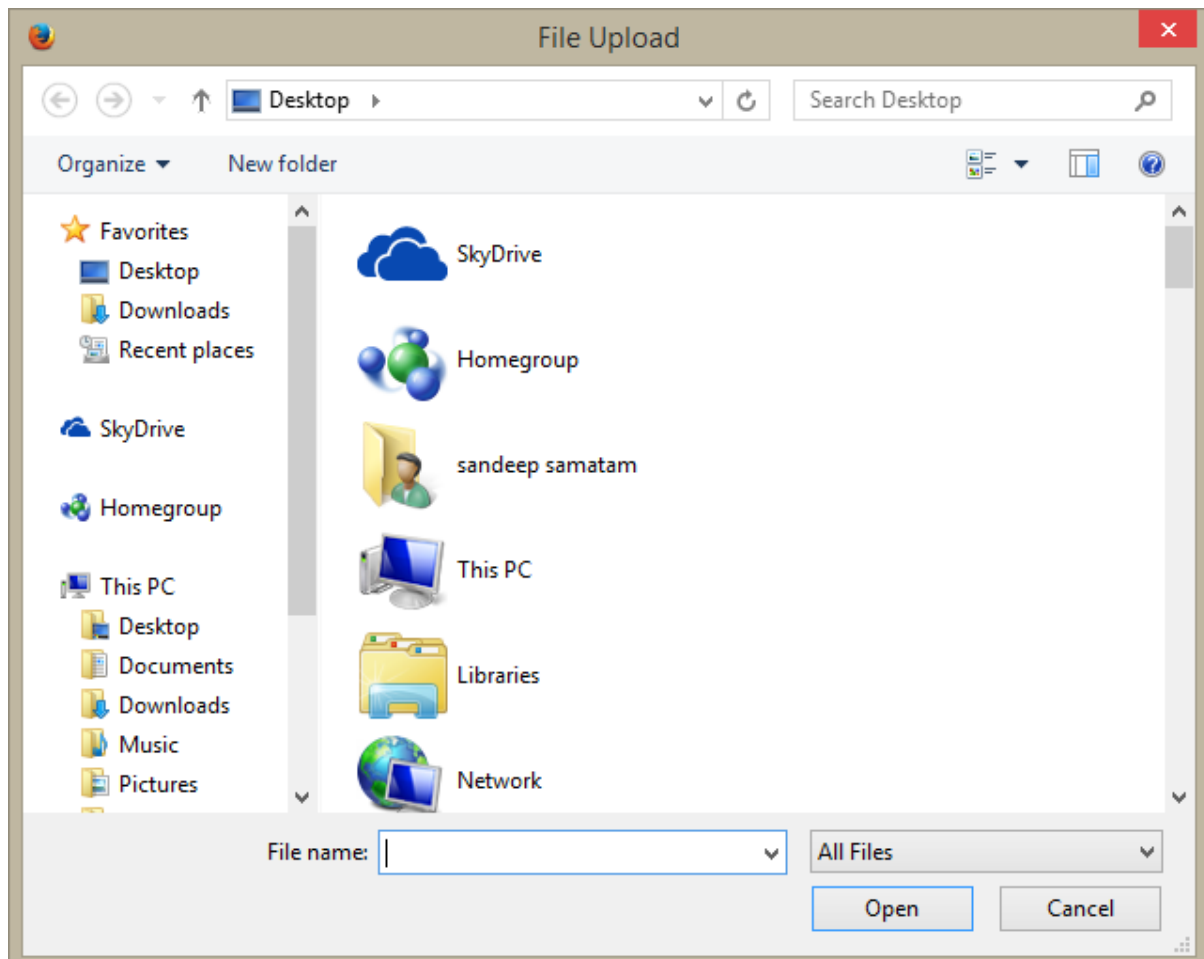 File Upload
Desktop
Search Desktop
Organize
New folder
Favorites
Desktop
Downloads
Recent places
SkyDrive
Homegroup
This PC
Desktop
Documents
Downloads
Music
Pictures
SkyDrive
Homegroup
sandeep samatam
This PC
Libraries
Network
File name:
All Files
Open
Cancel